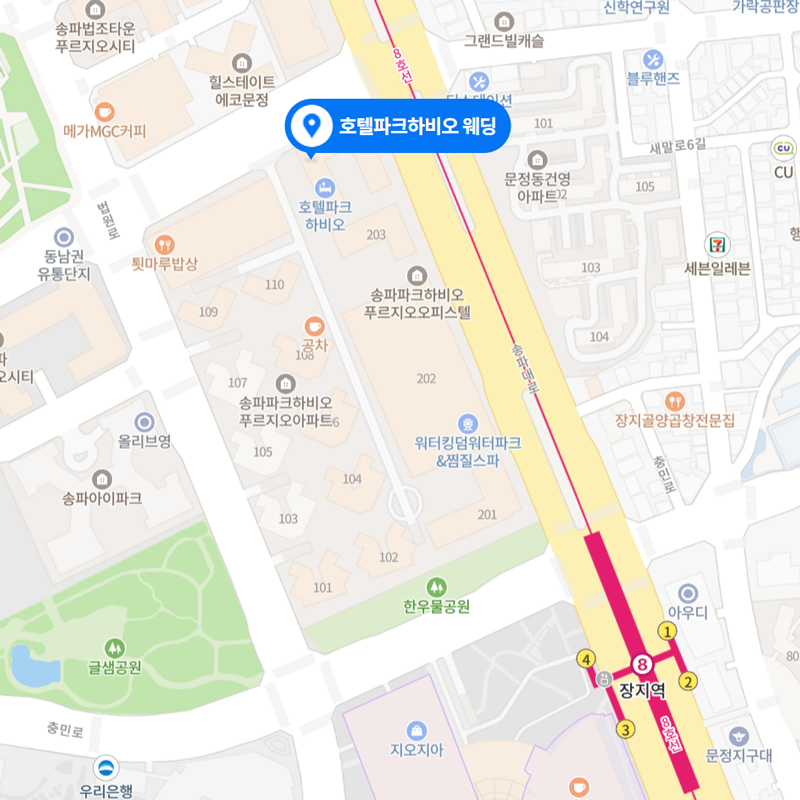 송파법조타운
푸르지오시티
힐스테이트
에코문정
메가MGC커피
그랜드빌캐슬
신학연구원
가락공판장
블루핸즈
8호선
호텔파크하비오 웨딩
101
새말로6길
CU
문정동건영
아파트
105
호텔파크
하비오
법원로
동남권
유통단지
툇마루밥상
203
세븐일레븐
송파파크하비오
푸르지오오피스텔
103
110
109
104
공차
108
오시티
송파대로
107
202
송파파크하비오
푸르지오아파트
올리브영
장지골양곱창전문집
워터킹덤워터파크
&찜질스파
105
충민로
송파아이파크
104
103
201
102
101
한우물공원
아우디
1
글샘공원
4
8
2
장지역
80
충민로
3
8호선
지오지아
문정지구대
우리은행